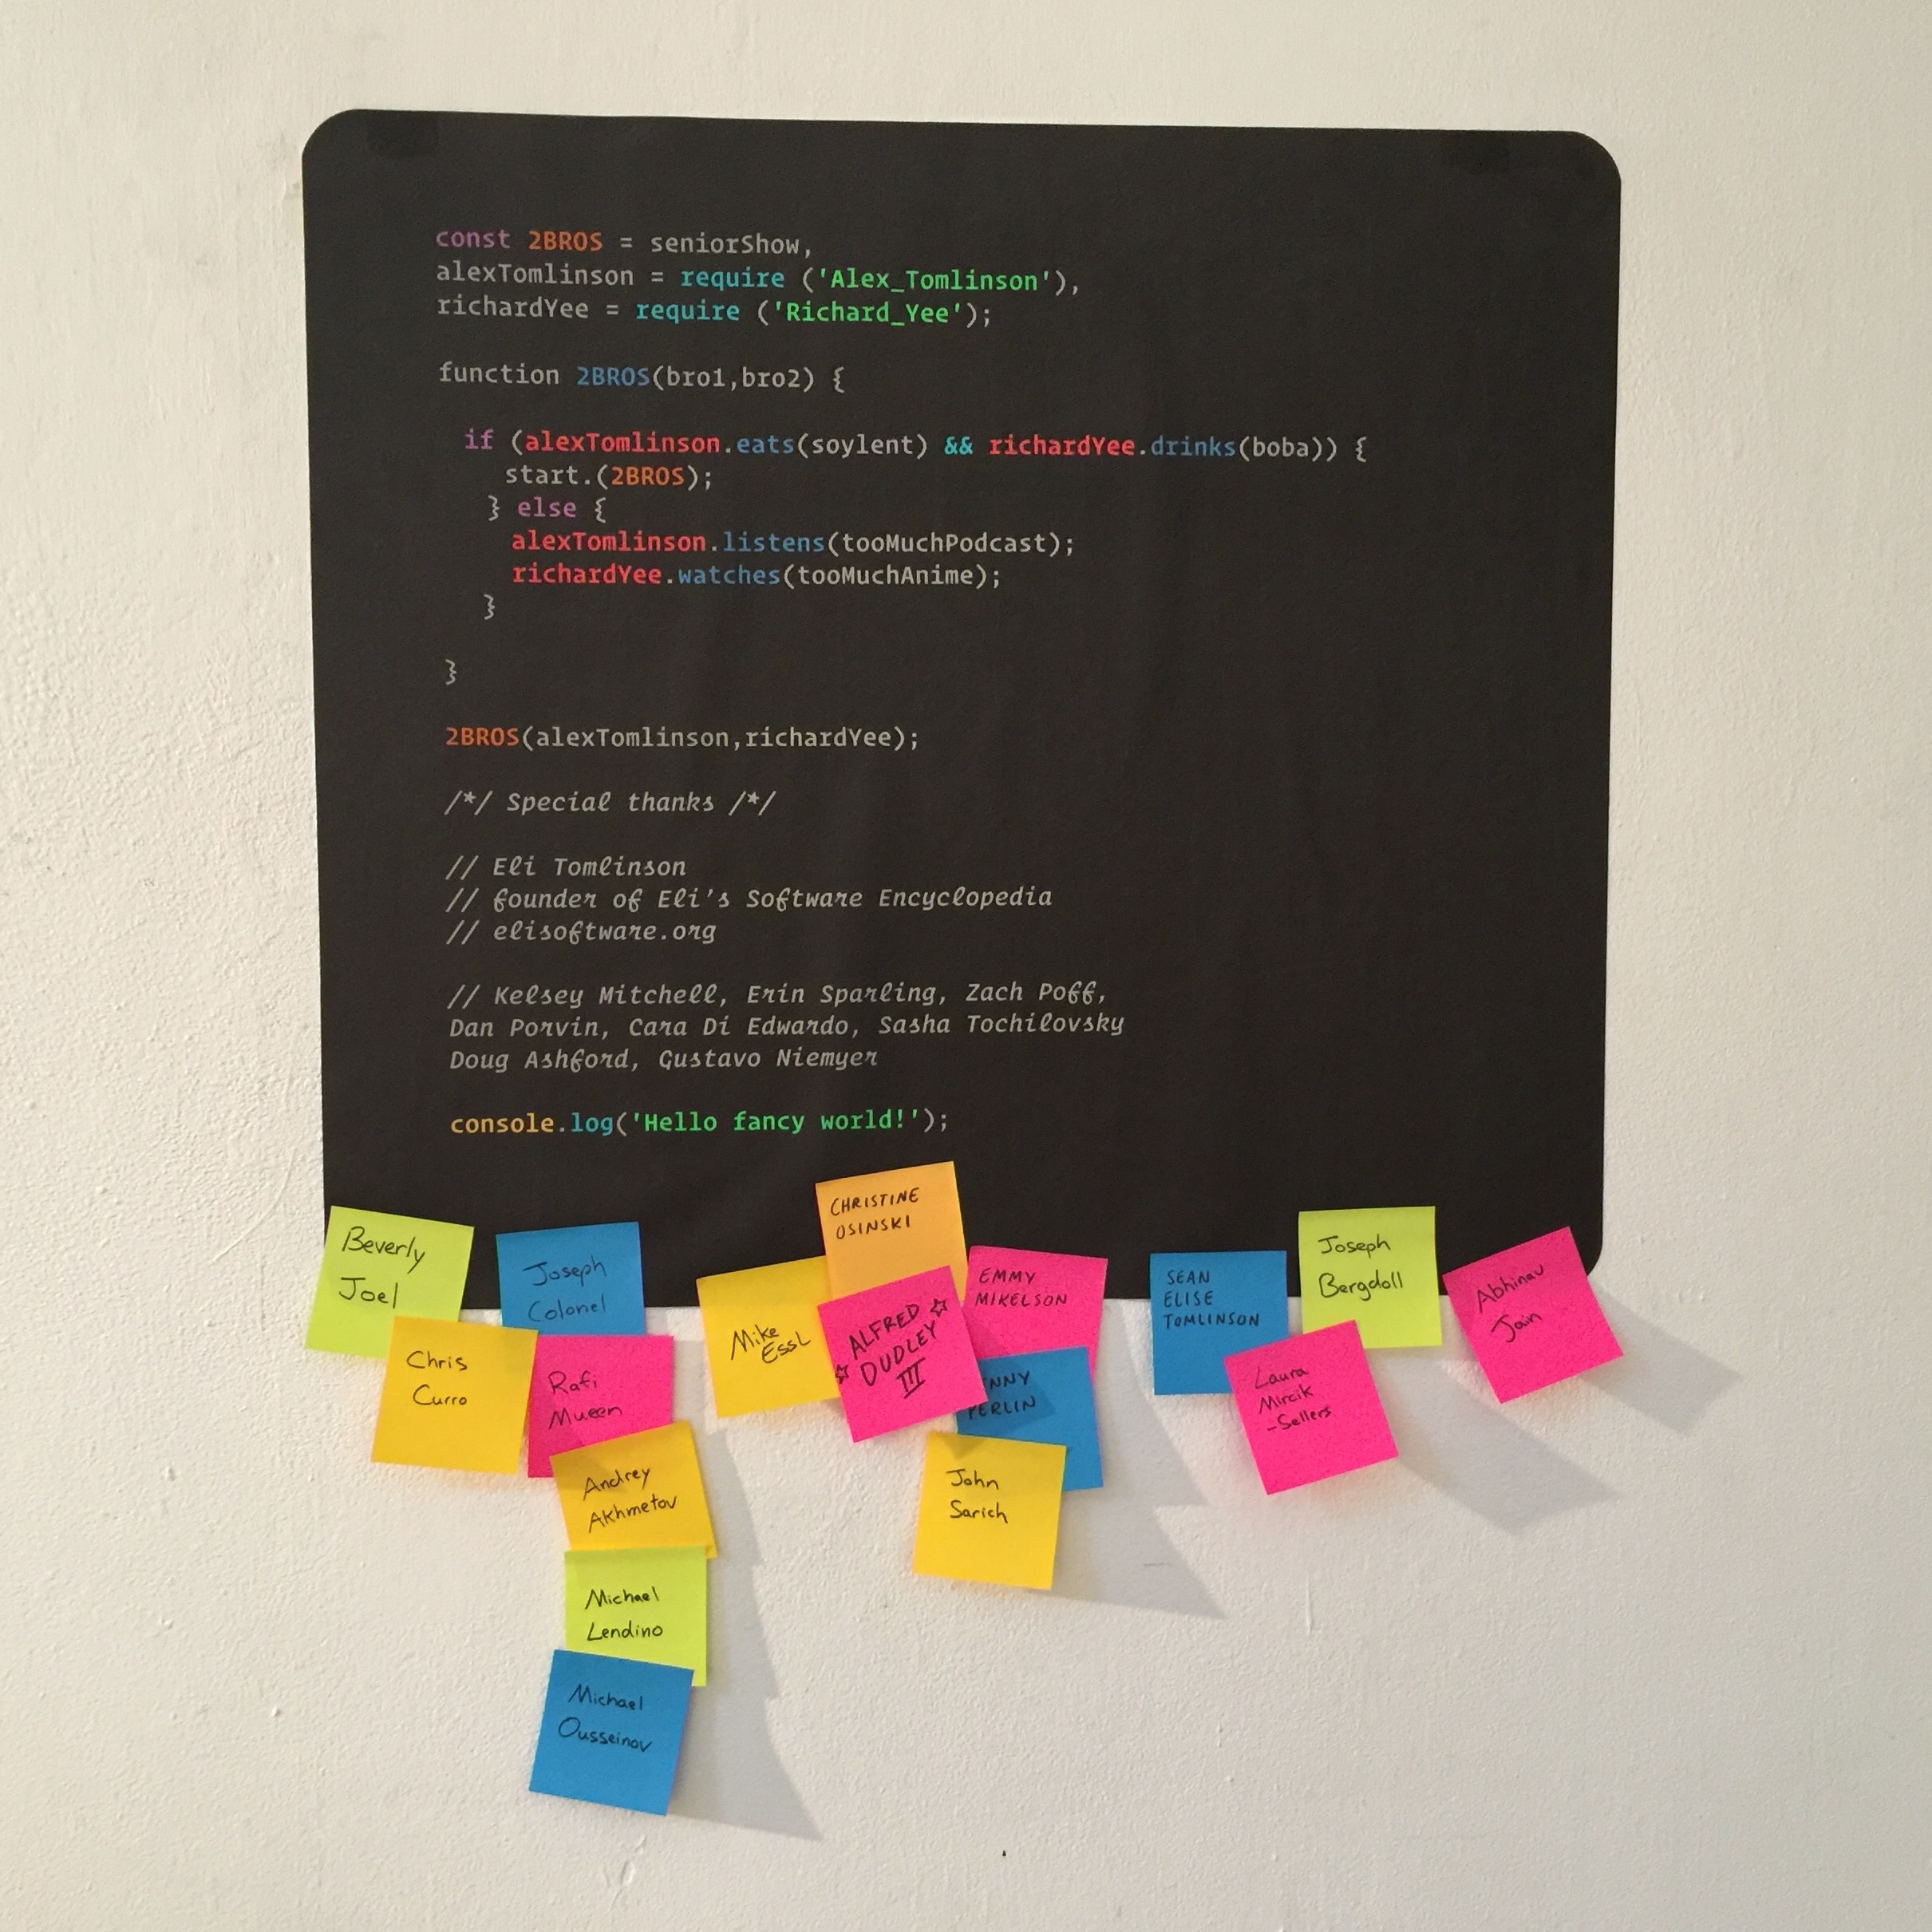 const 2BROS = seniorShow,
alexTomlinson = require ('Alex_Tomlinson'),
richardYee = require ('Richard_Yee');
function 2BROS(bro1,bro2) {
if (alexTomlinson.eats(soylent) && richardYee.drinks(boba)) {
start.(2BROS);
} else {
alexTomlinson.listens(tooMuchPodcast);
richardYee.watches(tooMuchAnime);
}
}
2BROS(alexTomlinson,richardYee);
/*/ Special thanks /*/
// Eli Tomlinson
// founder of Eli's Software Encyclopedia
// elisoftware.org
// Kelsey Mitchell, Erin Sparling, Zach Poff,
Dan Porvin, Cara Di Edwardo, Sasha Tochilovsky
Doug Ashford, Gustavo Niemyer
console.log('Hello fancy world!');
Beverly
Joel
Joseph
Colonel
Chris
Curro
Rafi
Mueen
Andrey
Akhmetov
Michael
Lendino
Michael
Ousseinov
CHRISTINE
OSINSKI
Mike
Essl
ALFRED
DUDLEY
III
EMMY
MIKELSON
PERLIN
John
Sarich
SEAN
ELISE
TOMLINSON
Joseph
Bergdoll
Laura
Mircik
-Sellers
Abhinav
Jain